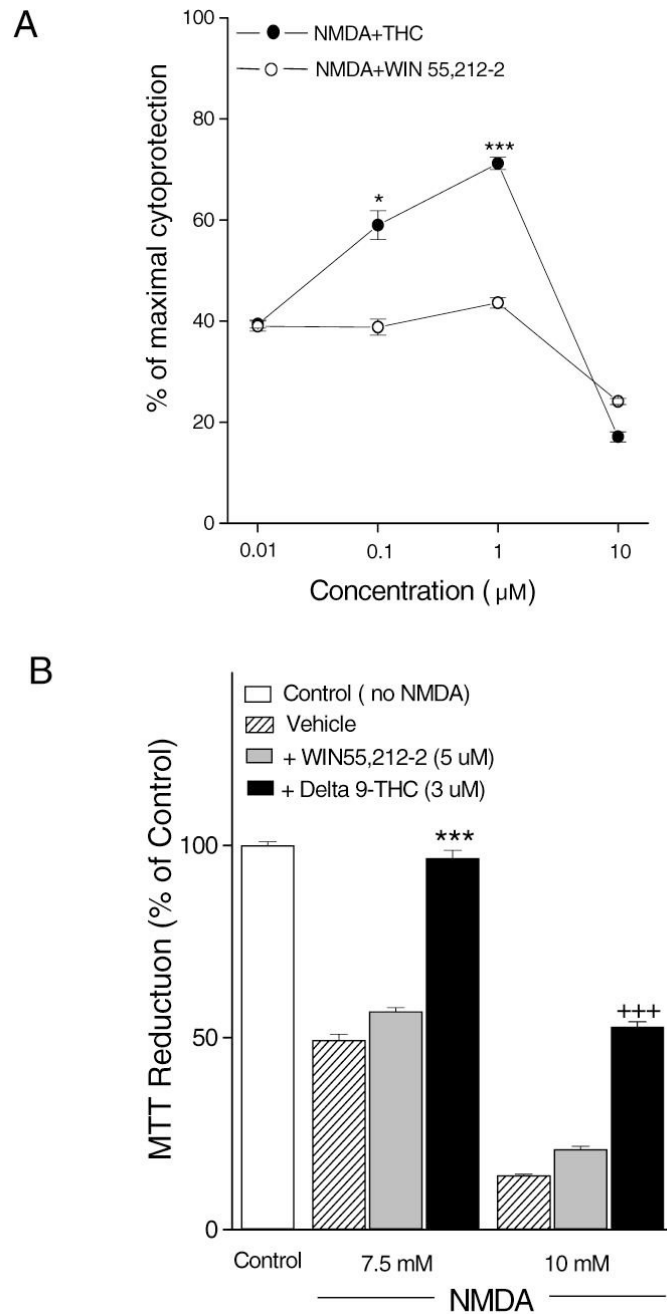 A
NMDA+THC
NMDA+WIN 55,212-2
% of maximal cytoprotection
100
80
60
40
20
0
*
***
0.01 0.1 1 10
Concentration ( µM)
B
Control ( no NMDA)
Vehicle
+ WIN55,212-2 (5 uM)
+ Delta 9-THC (3 uM)
MTT Reductuon (% of Control)
100
50
0
***
+++
Control 7.5 mM 10 mM
NMDA